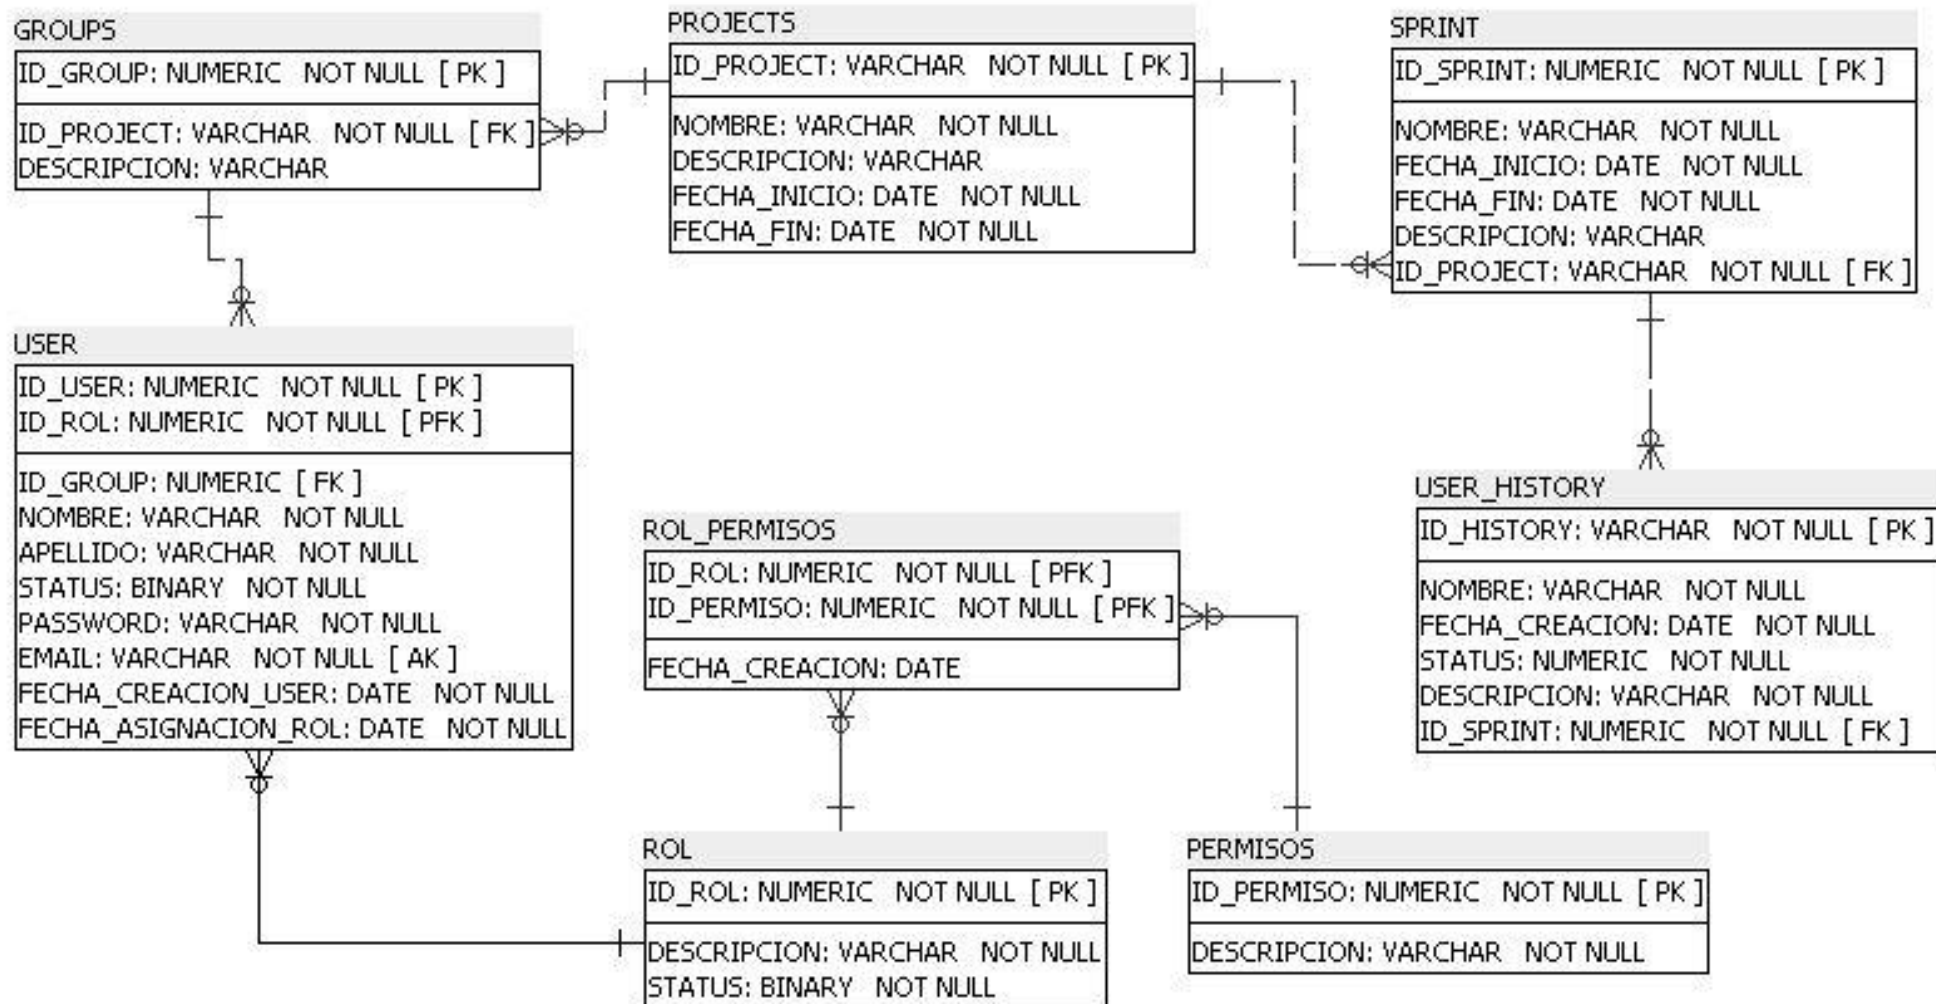 GROUPS
ID_GROUP: NUMERIC NOT NULL [ PK ]
ID_PROJECT: VARCHAR NOT NULL [ FK ]
DESCRIPCION: VARCHAR
PROJECTS
ID_PROJECT: VARCHAR NOT NULL [ PK ]
NOMBRE: VARCHAR NOT NULL
DESCRIPCION: VARCHAR
FECHA_INICIO: DATE NOT NULL
FECHA_FIN: DATE NOT NULL
SPRINT
ID_SPRINT: NUMERIC NOT NULL [ PK ]
NOMBRE: VARCHAR NOT NULL
FECHA_INICIO: DATE NOT NULL
FECHA_FIN: DATE NOT NULL
DESCRIPCION: VARCHAR
ID_PROJECT: VARCHAR NOT NULL [ FK ]
USER
ID_USER: NUMERIC NOT NULL [ PK ]
ID_ROL: NUMERIC NOT NULL [ PFK ]
ID_GROUP: NUMERIC [ FK ]
NOMBRE: VARCHAR NOT NULL
APELLIDO: VARCHAR NOT NULL
STATUS: BINARY NOT NULL
PASSWORD: VARCHAR NOT NULL
EMAIL: VARCHAR NOT NULL [ AK ]
FECHA_CREACION_USER: DATE NOT NULL
FECHA_ASIGNACION_ROL: DATE NOT NULL
ROL_PERMISOS
ID_ROL: NUMERIC NOT NULL [ PFK ]
ID_PERMISO: NUMERIC NOT NULL [ PFK ]
FECHA_CREACION: DATE
USER_HISTORY
ID_HISTORY: VARCHAR NOT NULL [ PK ]
NOMBRE: VARCHAR NOT NULL
FECHA_CREACION: DATE NOT NULL
STATUS: NUMERIC NOT NULL
DESCRIPCION: VARCHAR NOT NULL
ID_SPRINT: NUMERIC NOT NULL [ FK ]
ROL
ID_ROL: NUMERIC NOT NULL [ PK ]
DESCRIPCION: VARCHAR NOT NULL
STATUS: BINARY NOT NULL
PERMISOS
ID_PERMISO: NUMERIC NOT NULL [ PK ]
DESCRIPCION: VARCHAR NOT NULL